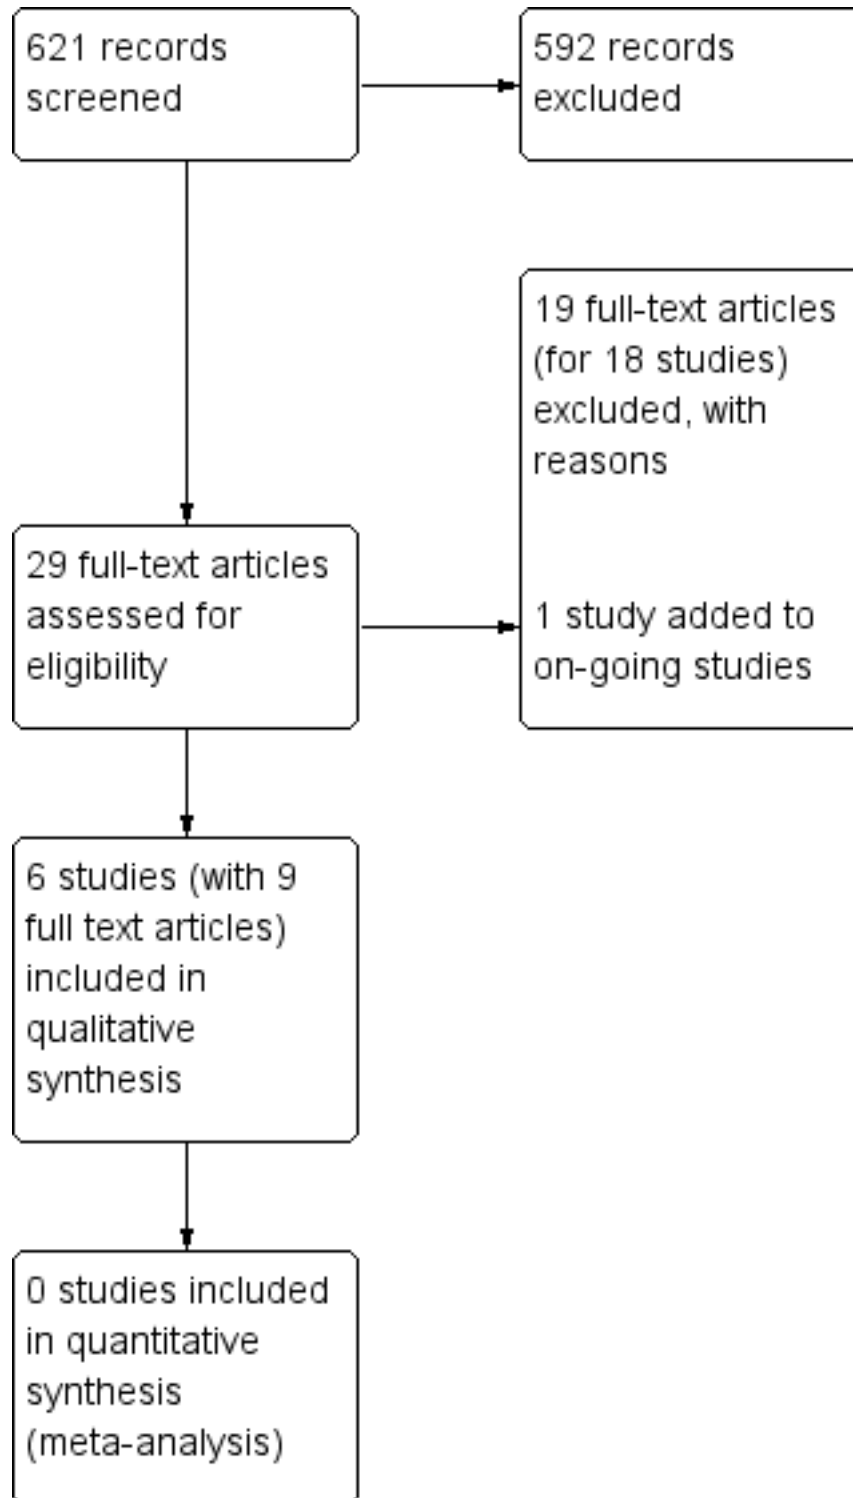 621 records
screened
592 records
excluded
19 full-text articles
(for 18 studies)
excluded, with
reasons
1 study added to
on-going studies
29 full-text articles
assessed for
eligibility
6 studies (with 9
full text articles)
included in
qualitative
synthesis
0 studies included
in quantitative
synthesis
(meta-analysis)